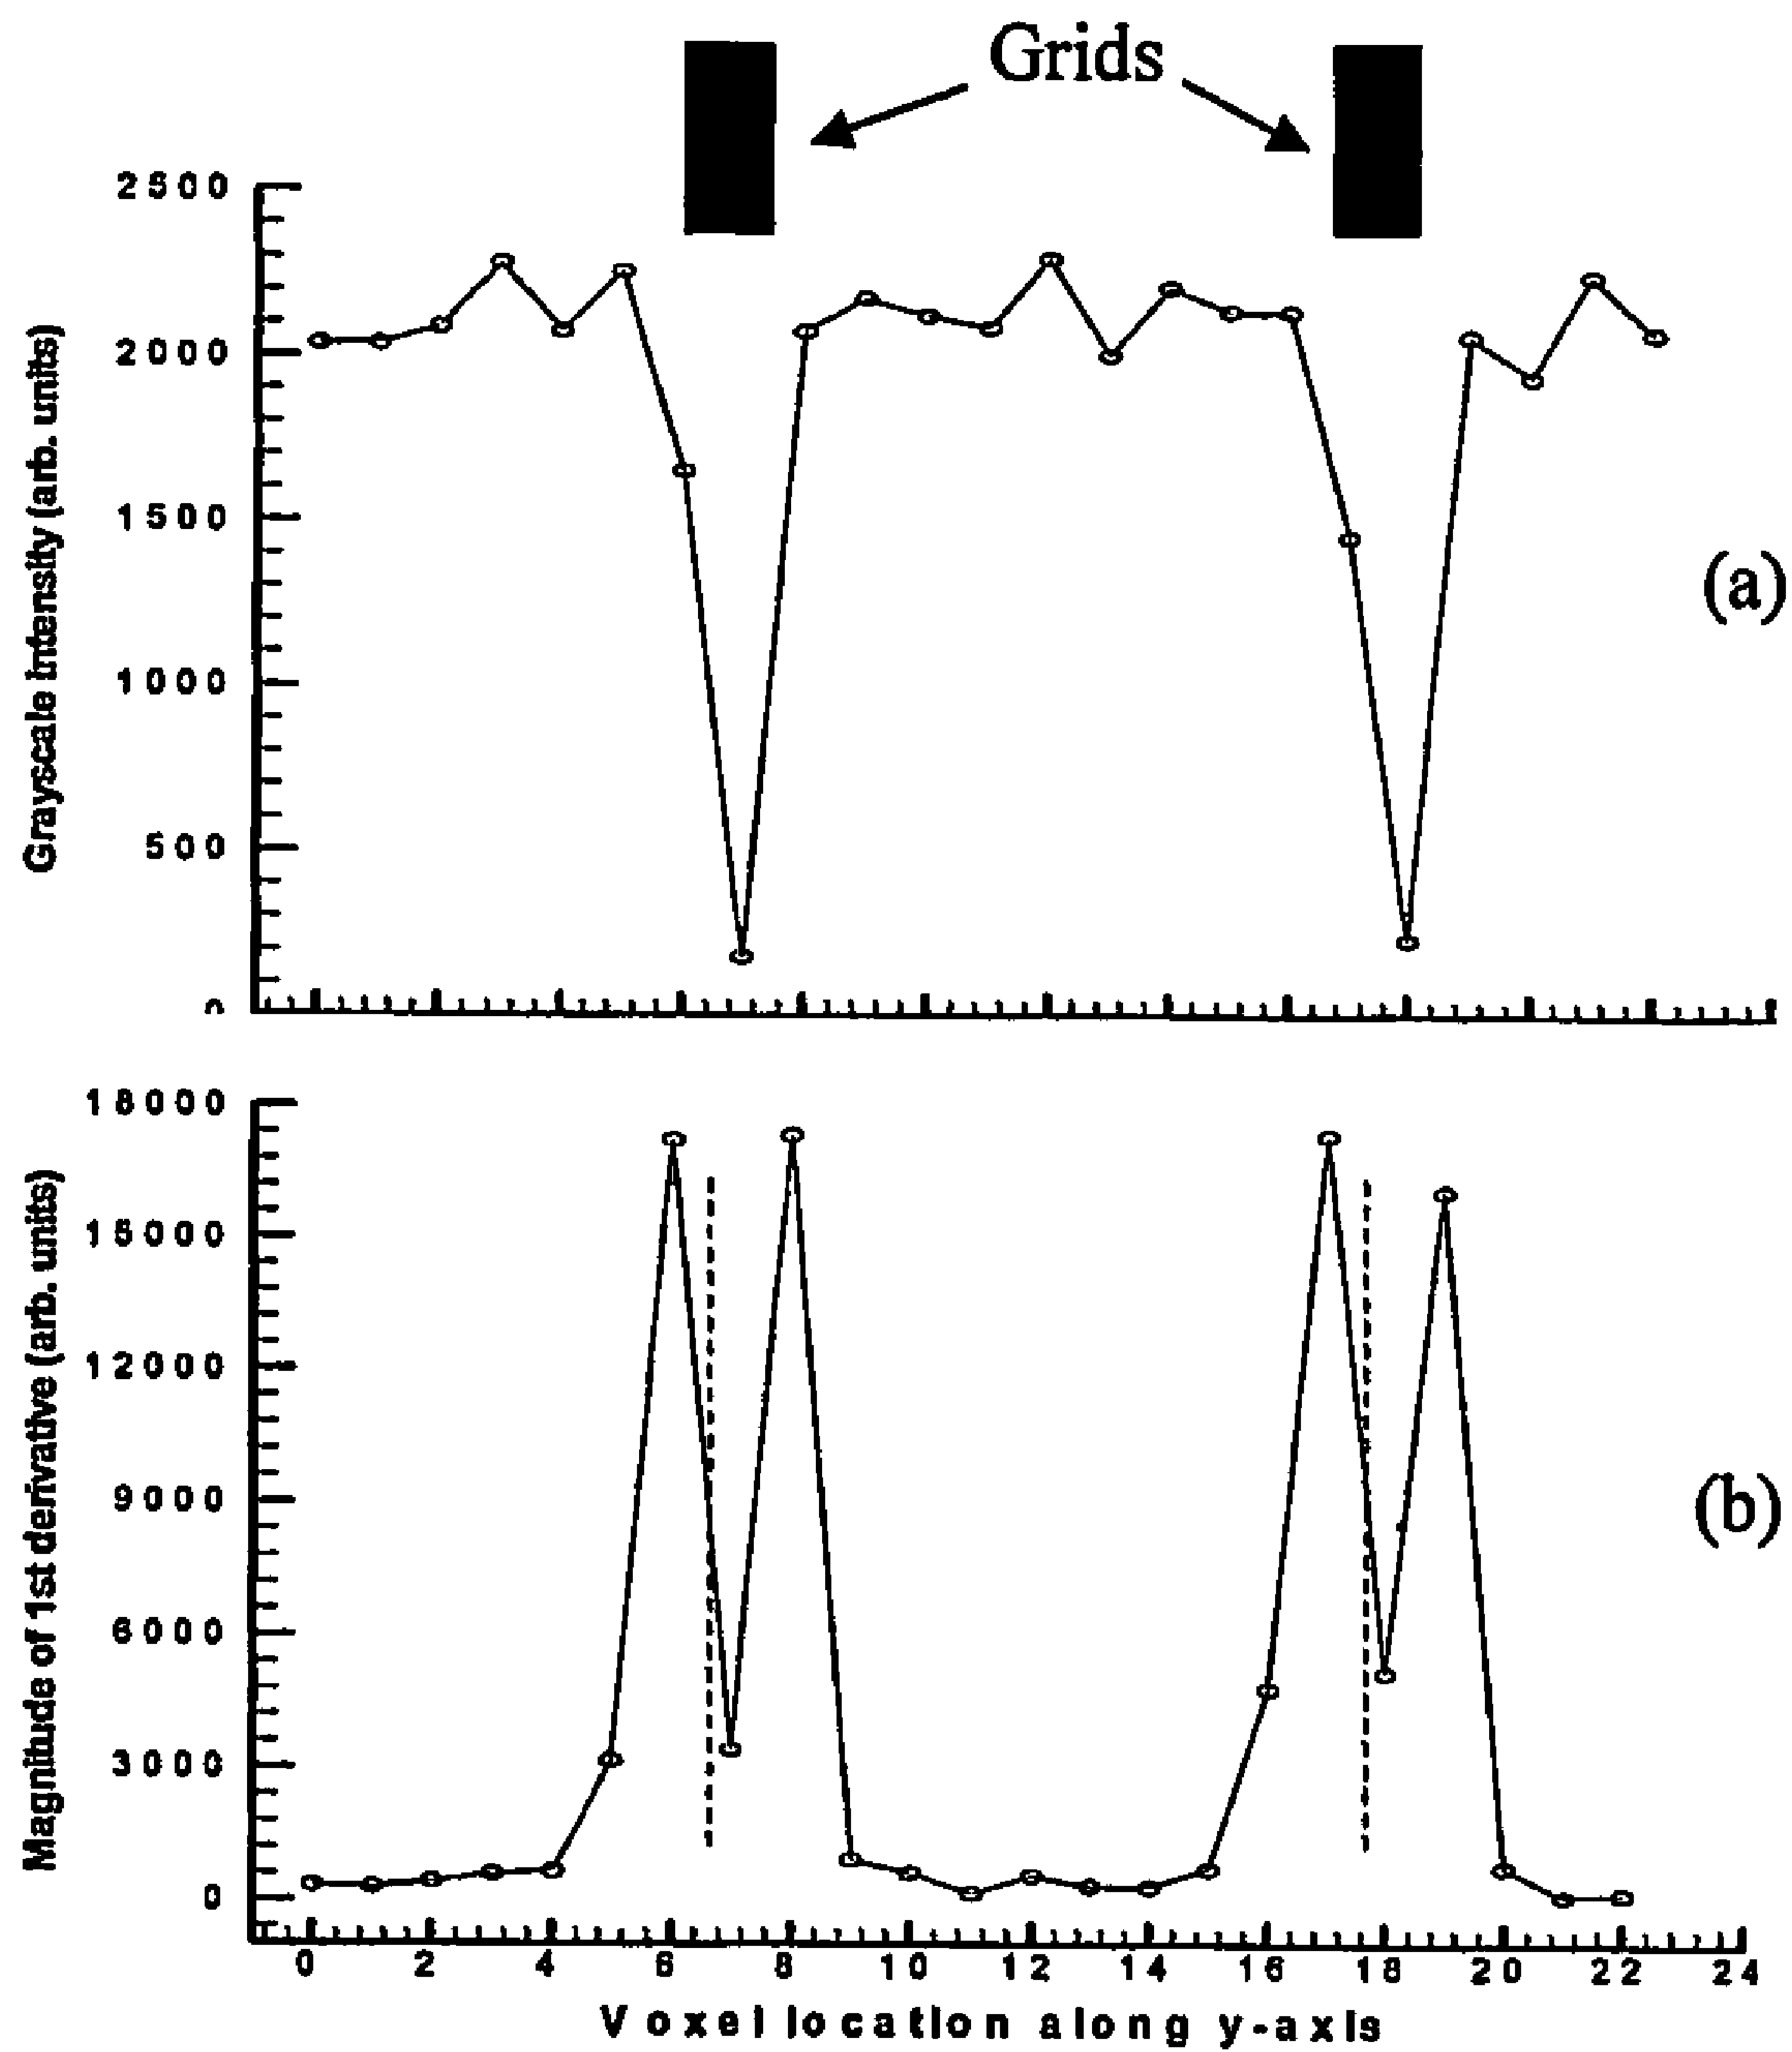 Grids
2500
2000
1500
1000
500
0
Grayscale intensity (arb. units)
(a)
18000
15000
12000
9000
6000
3000
0
Magnitude of 1st derivative (arb. units)
(b)
0 2 4 6 8 10 12 14 16 18 20 22 24
Voxel location along y-axis